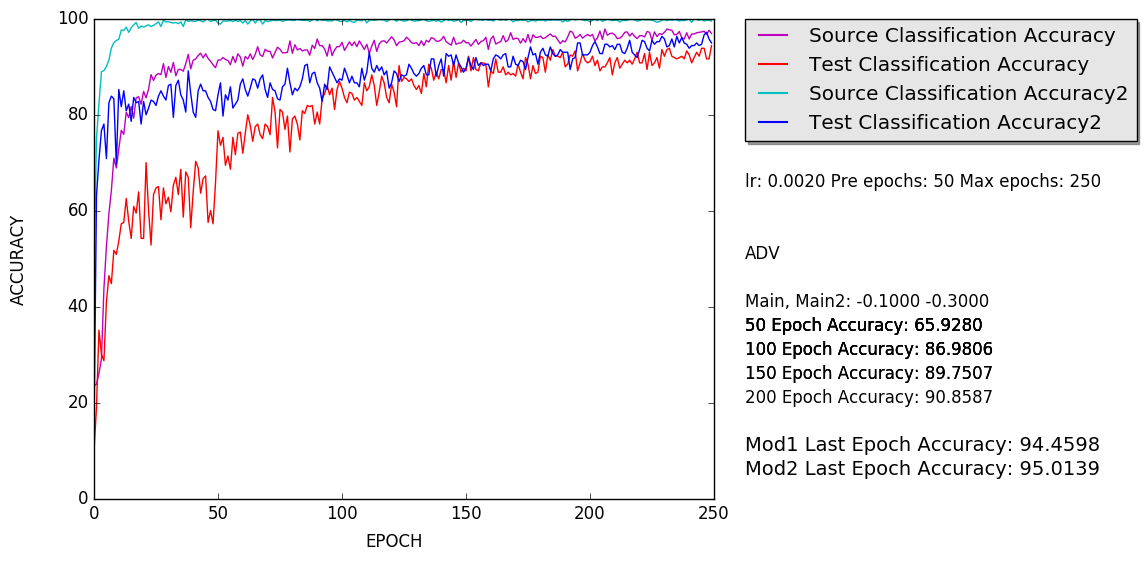 100
80
60
40
20
0
0 50 100 150 200 250
ACCURACY
EPOCH
Source Classification Accuracy
Test Classification Accuracy
Source Classification Accuracy2
Test Classification Accuracy2
lr: 0.0020 Pre epochs: 50 Max epochs: 250
ADV
Main, Main2: -0.1000 -0.3000
50 Epoch Accuracy: 65.9280
100 Epoch Accuracy: 86.9806
150 Epoch Accuracy: 89.7507
200 Epoch Accuracy: 90.8587
Mod1 Last Epoch Accuracy: 94.4598
Mod2 Last Epoch Accuracy: 95.0139